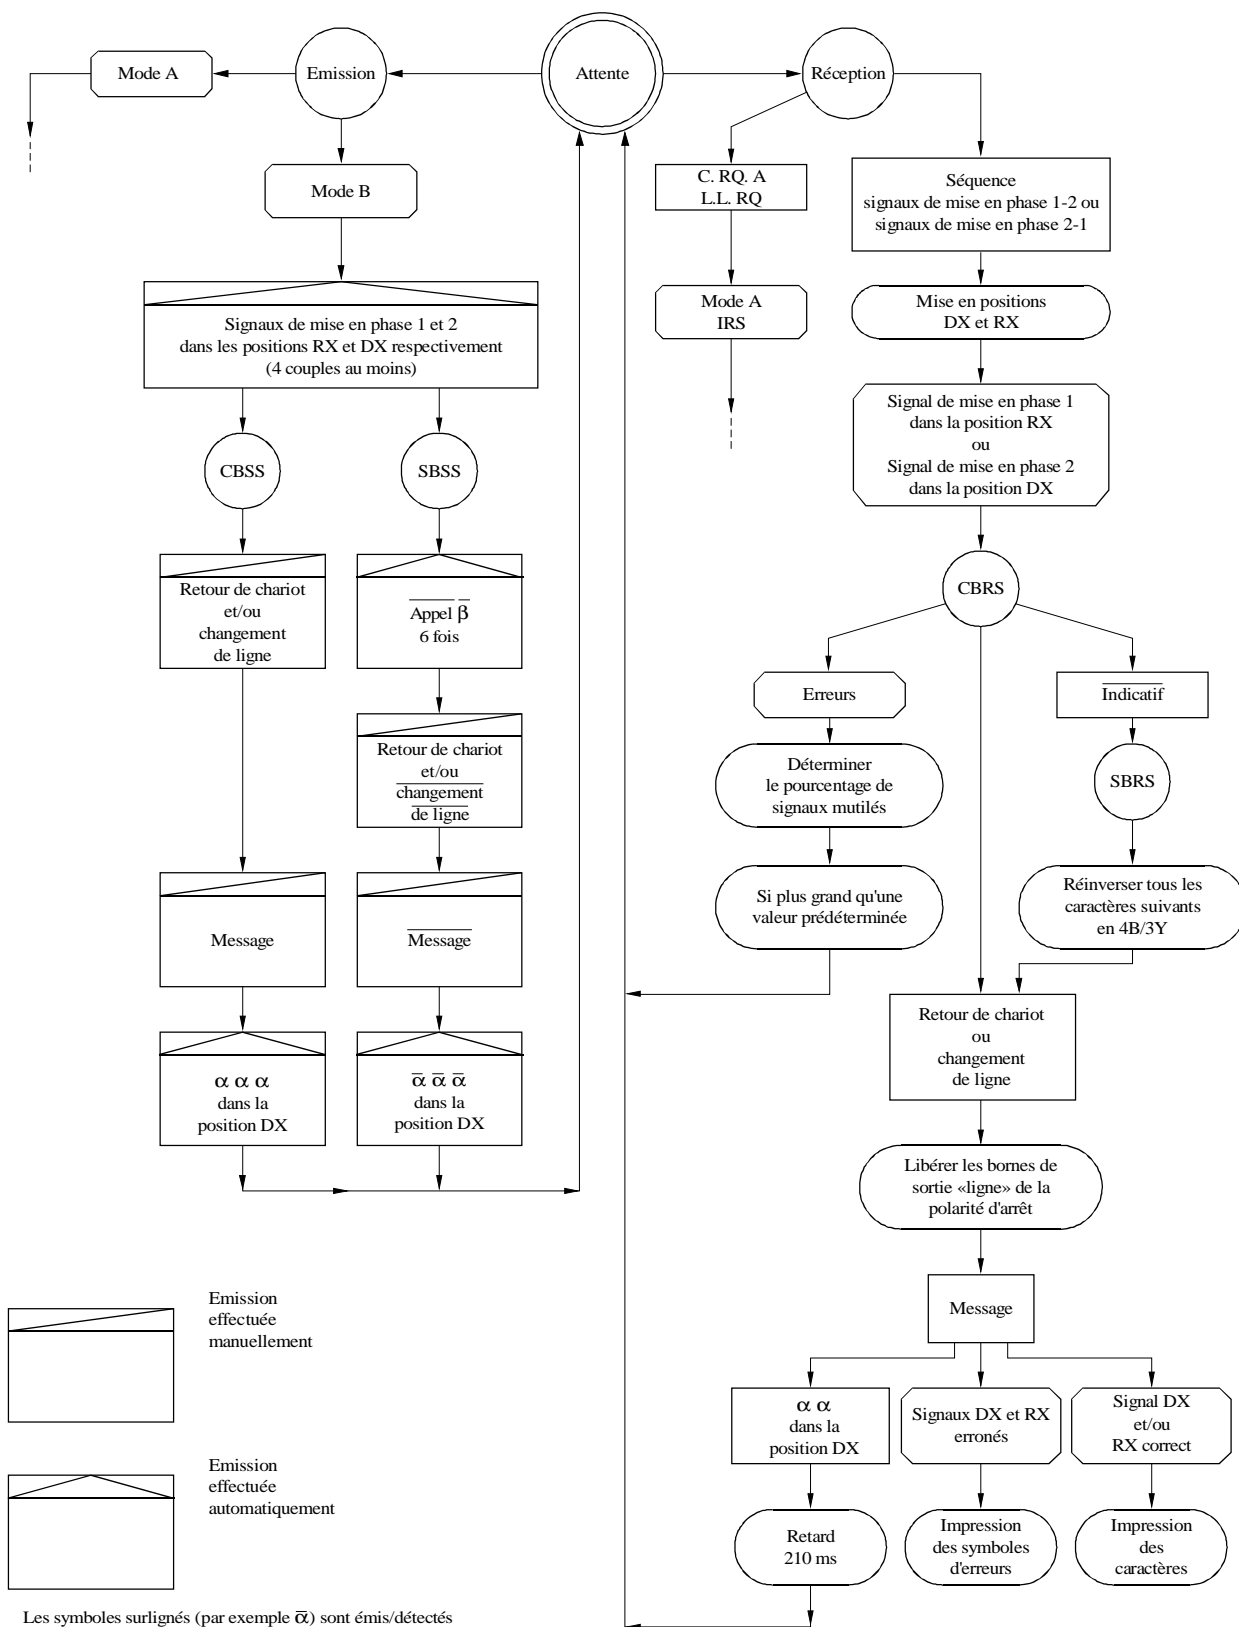 Mode A
Emission
Attente
Réception
Mode B
C. RQ. A
L.L. RQ
Séquence
signaux de mise en phase 1-2 ou
signaux de mise en phase 2-1
Mode A
IRS
Mise en positions
DX et RX
Signaux de mise en phase 1 et 2
dans les positions RX et DX respectivement
(4 couples au moins)
Signal de mise en phase 1
dans la position RX
ou
Signal de mise en phase 2
dans la position DX
CBSS
SBSS
CBRS
Retour de chariot
et/ou
changement
de ligne
A̅p̅p̅e̅l̅ β̅
6 fois
Erreurs
I̅n̅d̅i̅c̅a̅t̅i̅f̅
Retour de chariot
et/ou
c̅h̅a̅n̅g̅e̅m̅e̅n̅t̅
d̅e̅ l̅i̅g̅n̅e̅
Déterminer
le pourcentage de
signaux mutilés
SBRS
Message
M̅e̅s̅s̅a̅g̅e̅
Si plus grand qu'une
valeur prédéterminée
Réinverser tous les
caractères suivants
en 4B/3Y
α α α
dans la
position DX
α̅ α̅ α̅
dans la
position DX
Retour de chariot
ou
changement
de ligne
Libérer les bornes de
sortie «ligne» de la
polarité d'arrêt
Message
Emission
effectuée
manuellement
α α
dans la
position DX
Signaux DX et RX
erronés
Signal DX
et/ou
RX correct
Emission
effectuée
automatiquement
Retard
210 ms
Impression
des symboles
d'erreurs
Impression
des
caractères
Les symboles surlignés (par exemple α̅) sont émis/détectés